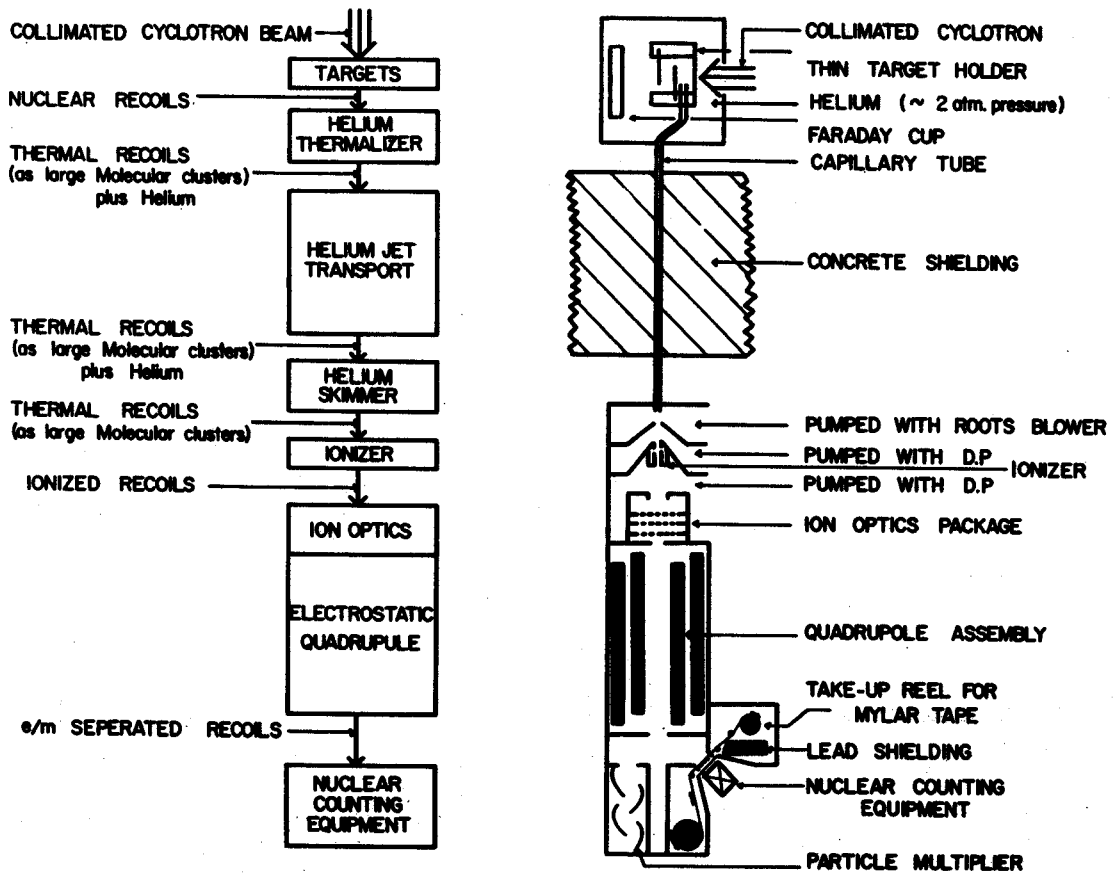 COLLIMATED CYCLOTRON BEAM
TARGETS
NUCLEAR RECOILS
HELIUM
THERMALIZER
THERMAL RECOILS
(as large Molecular clusters)
plus Helium
HELIUM JET
TRANSPORT
THERMAL RECOILS
(as large Molecular clusters)
plus Helium
HELIUM
SKIMMER
THERMAL RECOILS
(as large Molecular clusters)
IONIZER
IONIZED RECOILS
ION OPTICS
ELECTROSTATIC
QUADRUPULE
e/m SEPERATED RECOILS
NUCLEAR
COUNTING
EQUIPMENT
COLLIMATED CYCLOTRON
THIN TARGET HOLDER
HELIUM (~ 2 atm. pressure)
FARADAY CUP
CAPILLARY TUBE
CONCRETE SHIELDING
PUMPED WITH ROOTS BLOWER
PUMPED WITH D.P
IONIZER
PUMPED WITH D.P
ION OPTICS PACKAGE
QUADRUPOLE ASSEMBLY
TAKE-UP REEL FOR
MYLAR TAPE
LEAD SHIELDING
NUCLEAR COUNTING
EQUIPMENT
PARTICLE MULTIPLIER